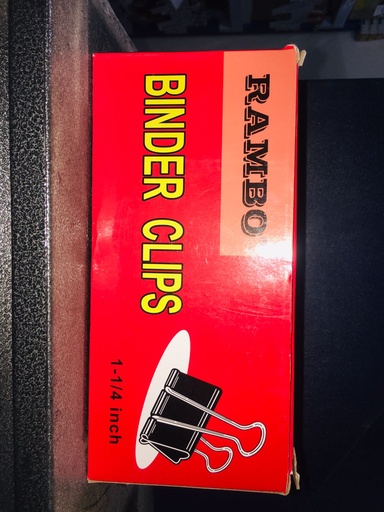 RAMBO
BINDER CLIPS
1-1/4 inch